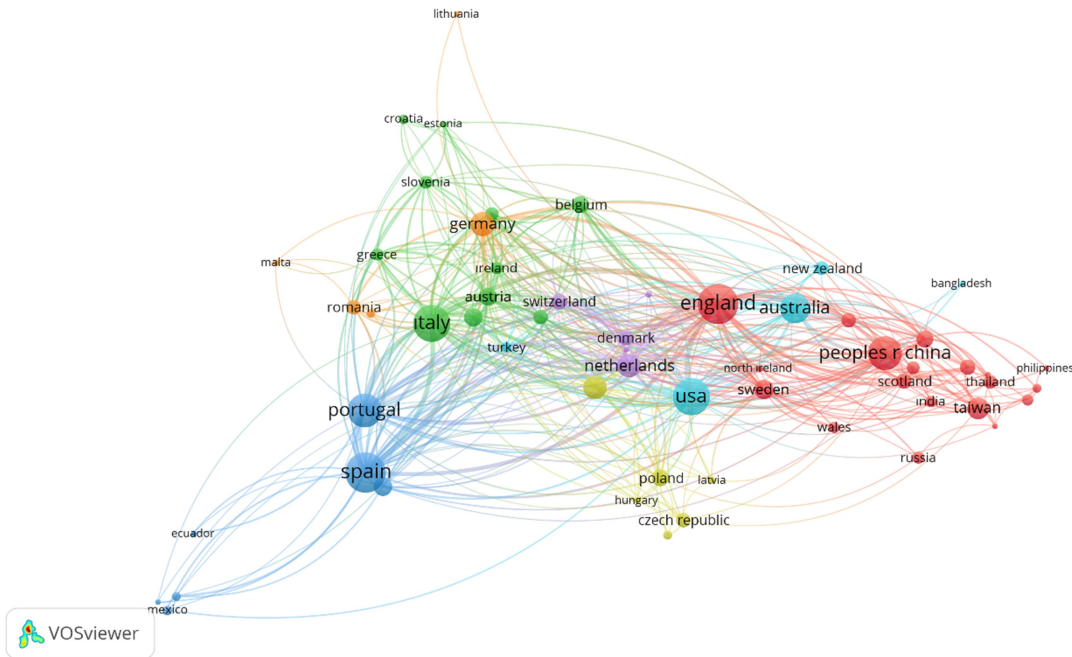 lithuania
croatia
estonia
slovenia
belgium
germany
greece
ireland
malta
new zealand
bangladesh
austria
switzerland
romania
england
australia
italy
denmark
turkey
peoples r china
netherlands
north ireland
philippines
scotland
thailand
sweden
usa
india
taiwan
portugal
wales
russia
spain
poland
latvia
hungary
czech republic
ecuador
mexico
VOSviewer